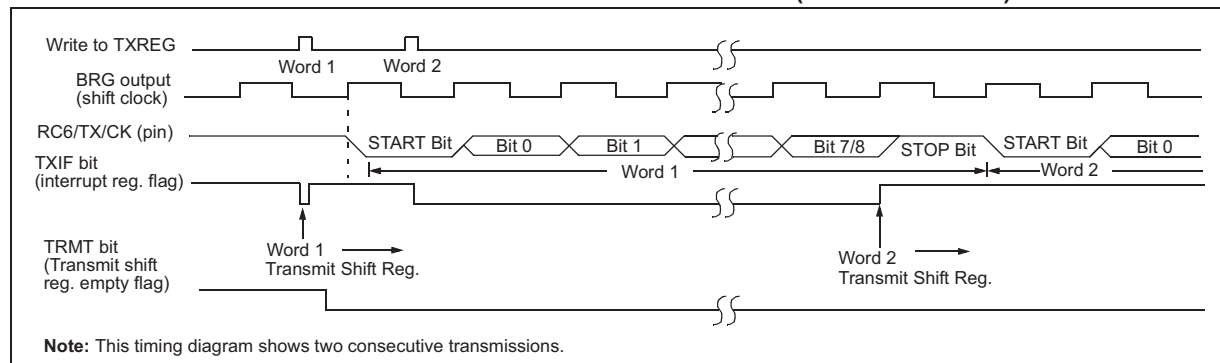 Write to TXREG
Word 1
Word 2
BRG output
(shift clock)
RC6/TX/CK (pin)
START Bit
Bit 0
Bit 1
Bit 7/8
STOP Bit
START Bit
Bit 0
Word 1
Word 2
TXIF bit
(interrupt reg. flag)
Word 1
Transmit Shift Reg.
Word 2
Transmit Shift Reg.
TRMT bit
(Transmit shift
reg. empty flag)
Note: This timing diagram shows two consecutive transmissions.